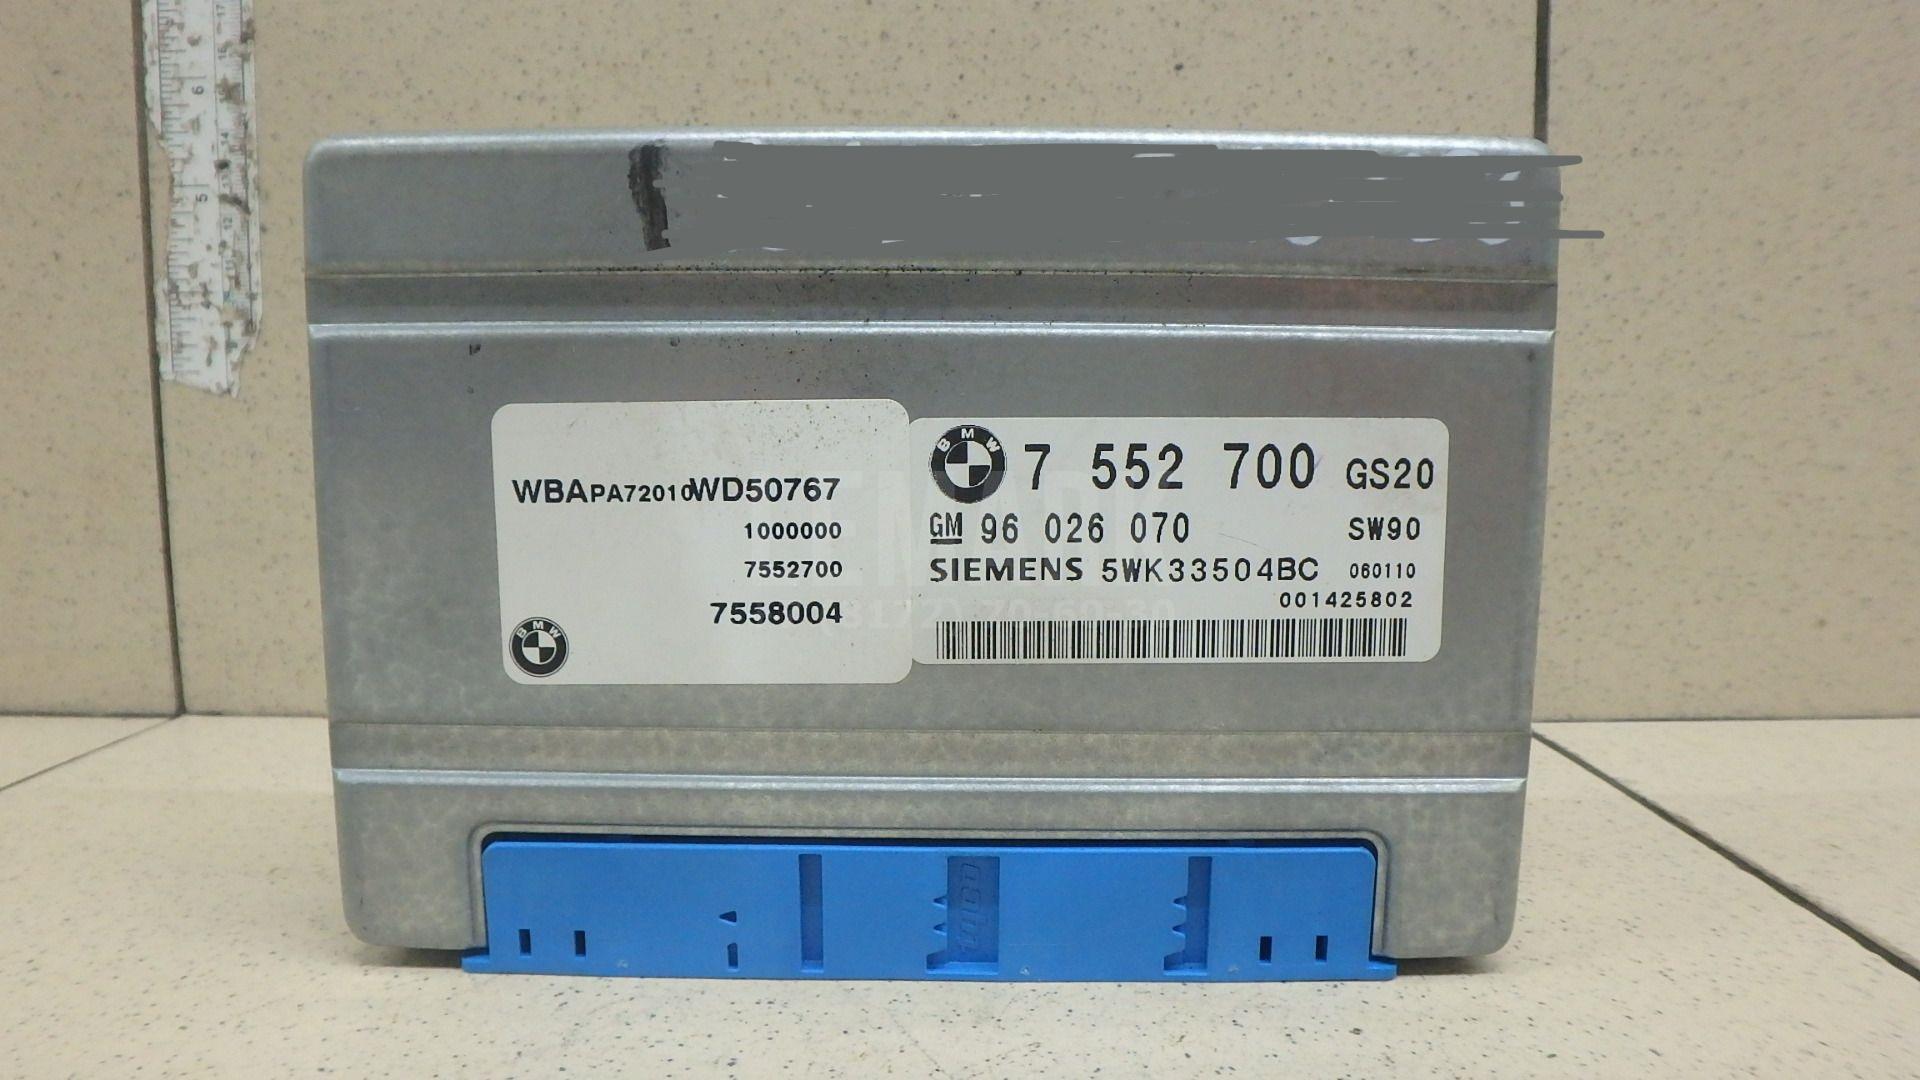 WBAPA72010WD50767
1000000
7552700
7558004
BMW
BMW 7 552 700 GS20
GM 96 026 070 SW90
SIEMENS 5WK33504BC 060110
001425802